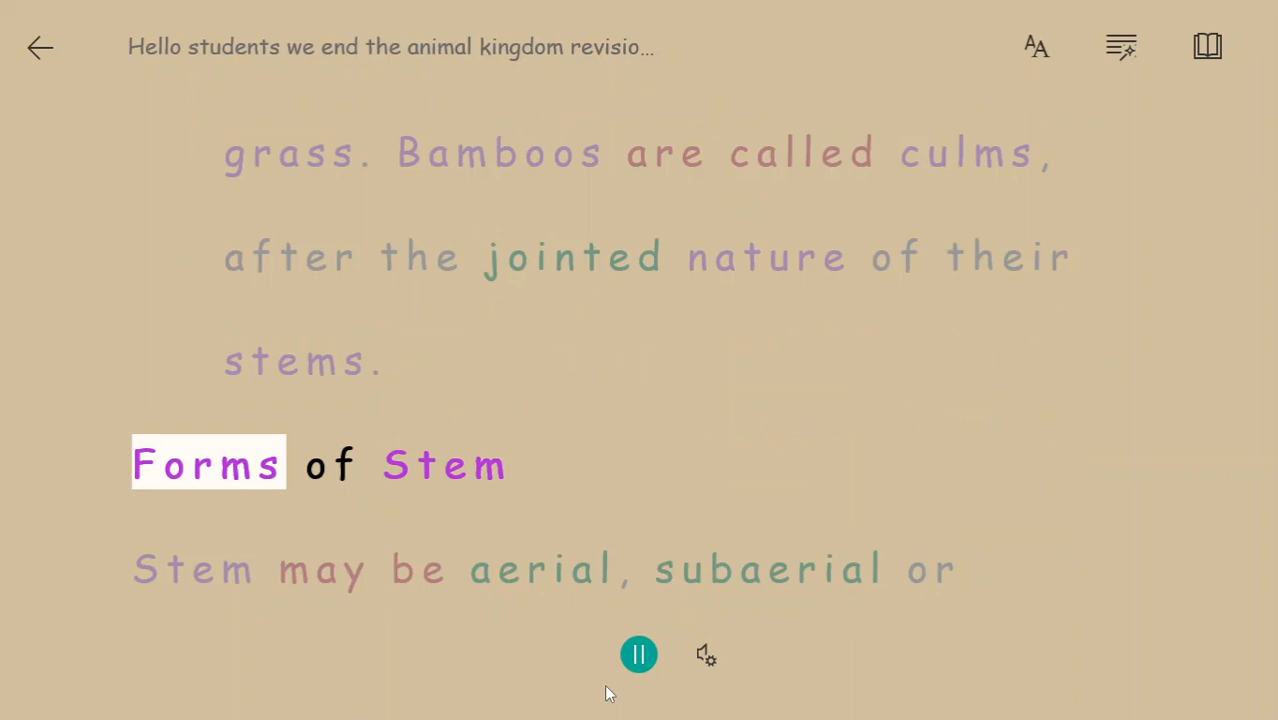 Hello students we end the animal kingdom revisio...
grass. Bamboos are called culms,
after the jointed nature of their
stems.
Forms of Stem
Stem may be aerial, subaerial or